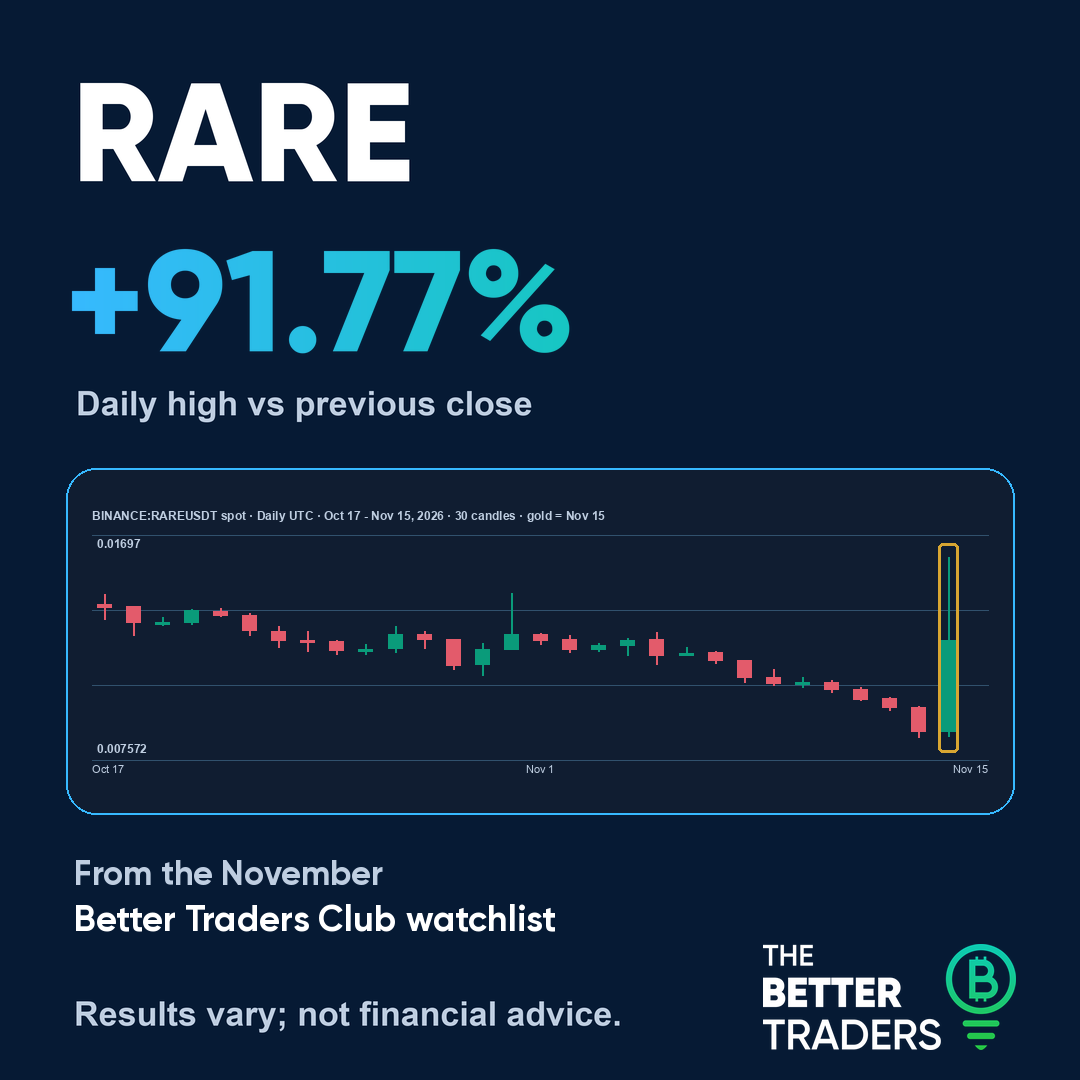 RARE
+91.77%
Daily high vs previous close
BINANCE:RAREUSDT spot · Daily UTC · Oct 17 - Nov 15, 2026 · 30 candles · gold = Nov 15
0.01697
0.007572
Oct 17
Nov 1
Nov 15
From the November
Better Traders Club watchlist
Results vary; not financial advice.
THE
BETTER
TRADERS